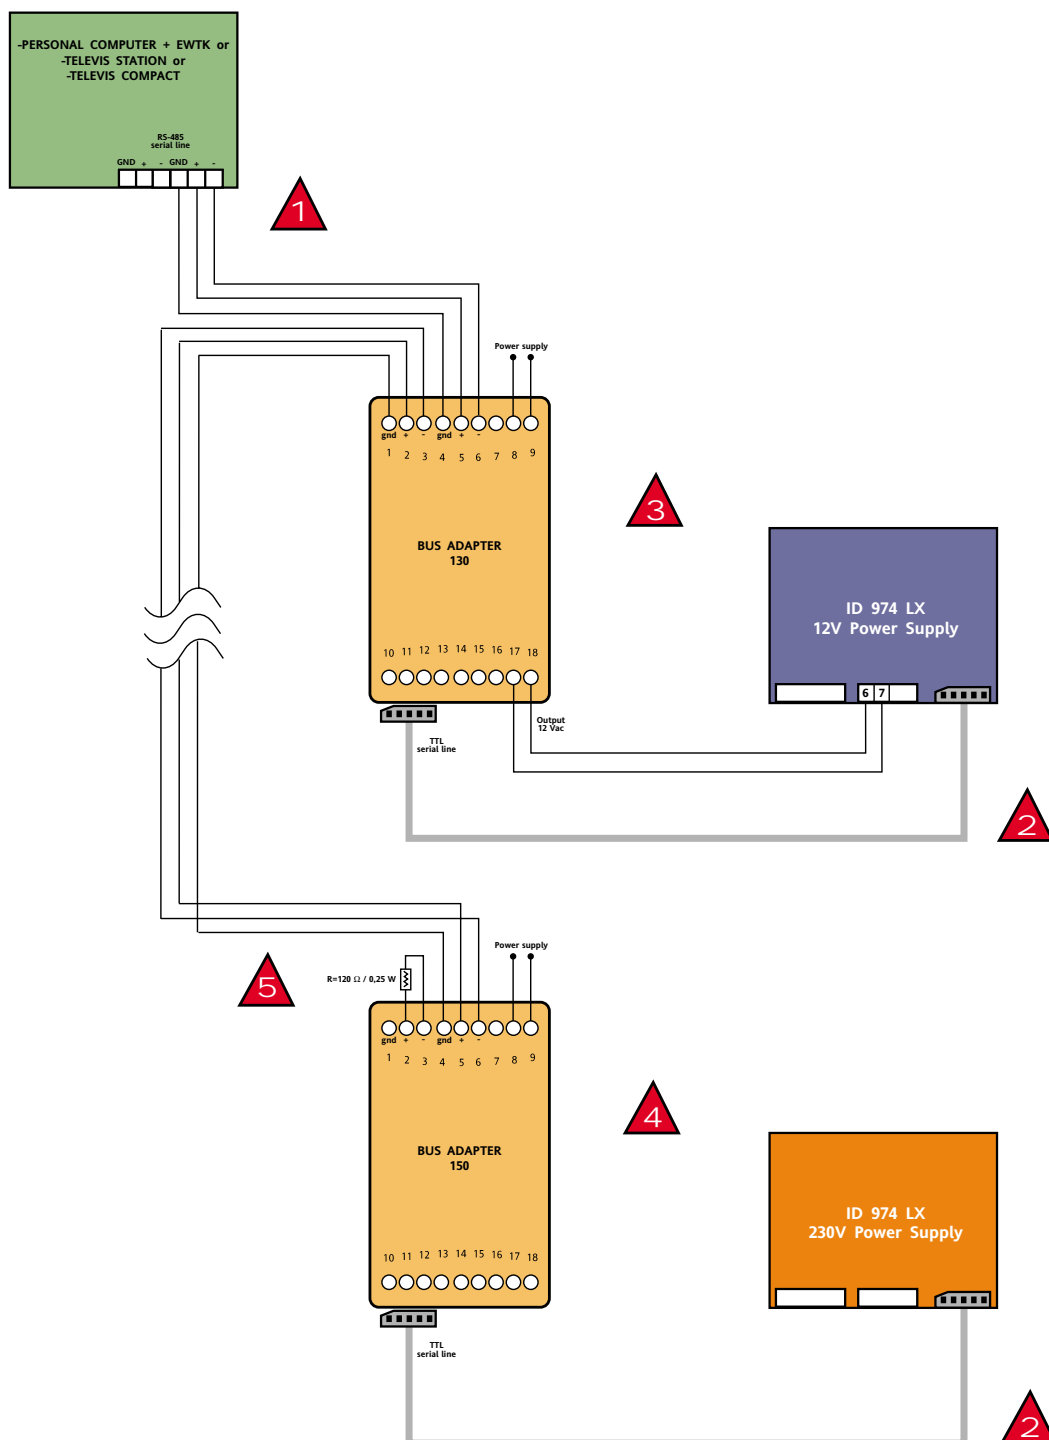 -PERSONAL COMPUTER + EWTK or
-TELEVIS STATION or
-TELEVIS COMPACT
RS-485
serial line
GND + - GND + -
1
Power supply
gnd + - gnd + -
1 2 3 4 5 6 7 8 9
BUS ADAPTER
130
3
ID 974 LX
12V Power Supply
10 11 12 13 14 15 16 17 18
6 7
Output
12 Vac
TTL
serial line
2
Power supply
5
R=120 Ω / 0,25 W
gnd + - gnd + -
1 2 3 4 5 6 7 8 9
4
BUS ADAPTER
150
ID 974 LX
230V Power Supply
10 11 12 13 14 15 16 17 18
TTL
serial line
2